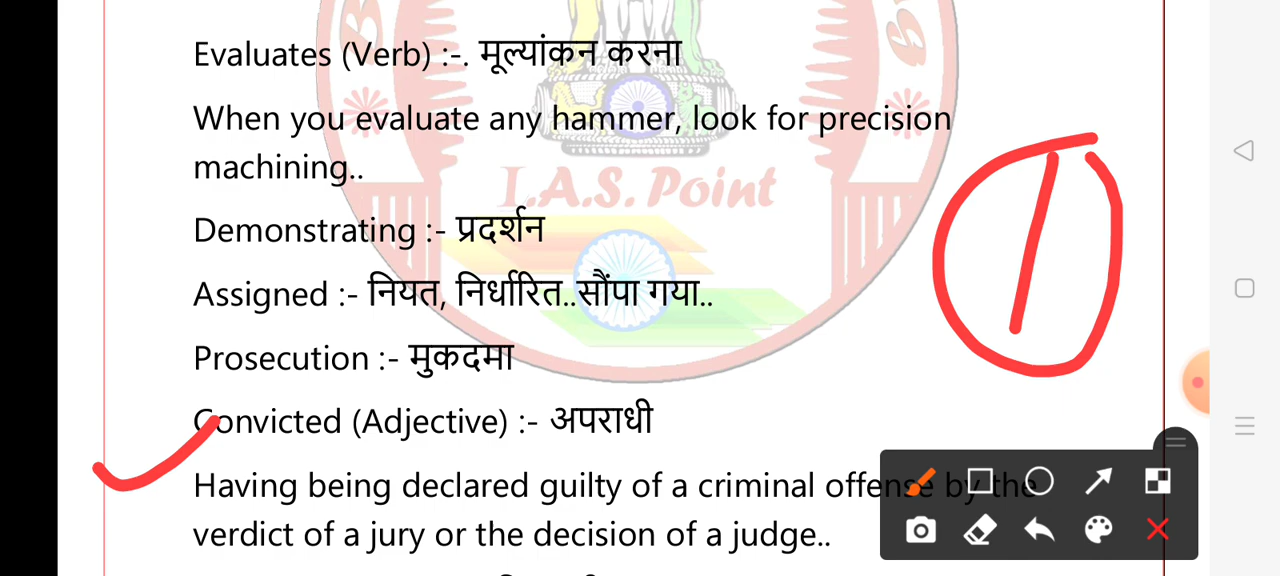 Evaluates (Verb) :-. मूल्यांकन करना
When you evaluate any hammer, look for precision
machining..
I.A.S. Point
Demonstrating :- प्रदर्शन
Assigned :- नियत, निर्धारित..सौंपा गया..
Prosecution :- मुकदमा
Convicted (Adjective) :- अपराधी
Having being declared guilty of a criminal offense by the
verdict of a jury or the decision of a judge..
1